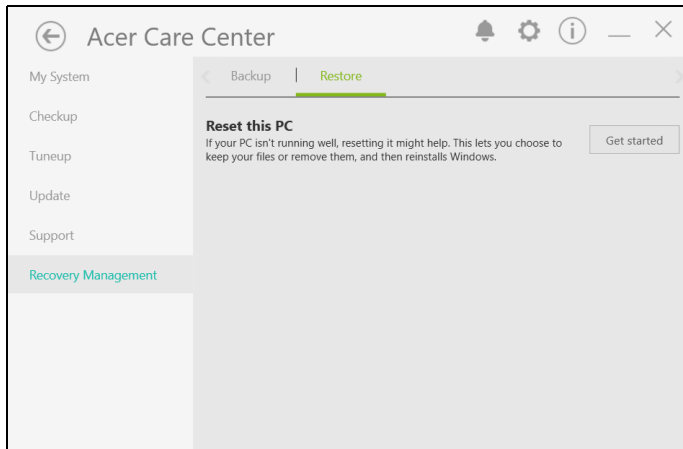 Acer Care Center
My System
Checkup
Tuneup
Update
Support
Recovery Management
Backup
Restore
Reset this PC
If your PC isn't running well, resetting it might help. This lets you choose to
keep your files or remove them, and then reinstalls Windows.
Get started